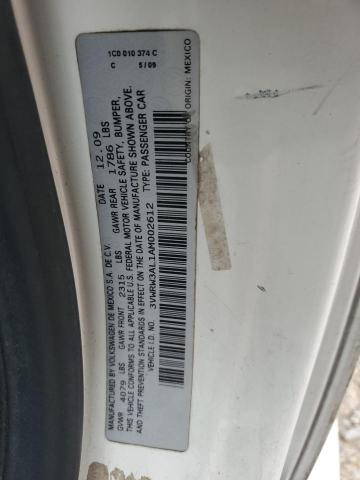 1C0 010 374 C
C 5/09
MANUFACTURED BY VOLKSWAGEN DE MEXICO S.A. DE C.V. DATE 12.09
GVWR 4079 LBS GAWR FRONT 2315 LBS GAWR REAR 1786 LBS
THIS VEHICLE CONFORMS TO ALL APPLICABLE U.S. FEDERAL MOTOR VEHICLE SAFETY, BUMPER,
AND THEFT PREVENTION STANDARDS IN EFFECT ON THE DATE OF MANUFACTURE SHOWN ABOVE.
VEHICLE I.D. NO.: 3VWRW3AL1AM002612 TYPE: PASSENGER CAR
COUNTRY OF ORIGIN: MEXICO